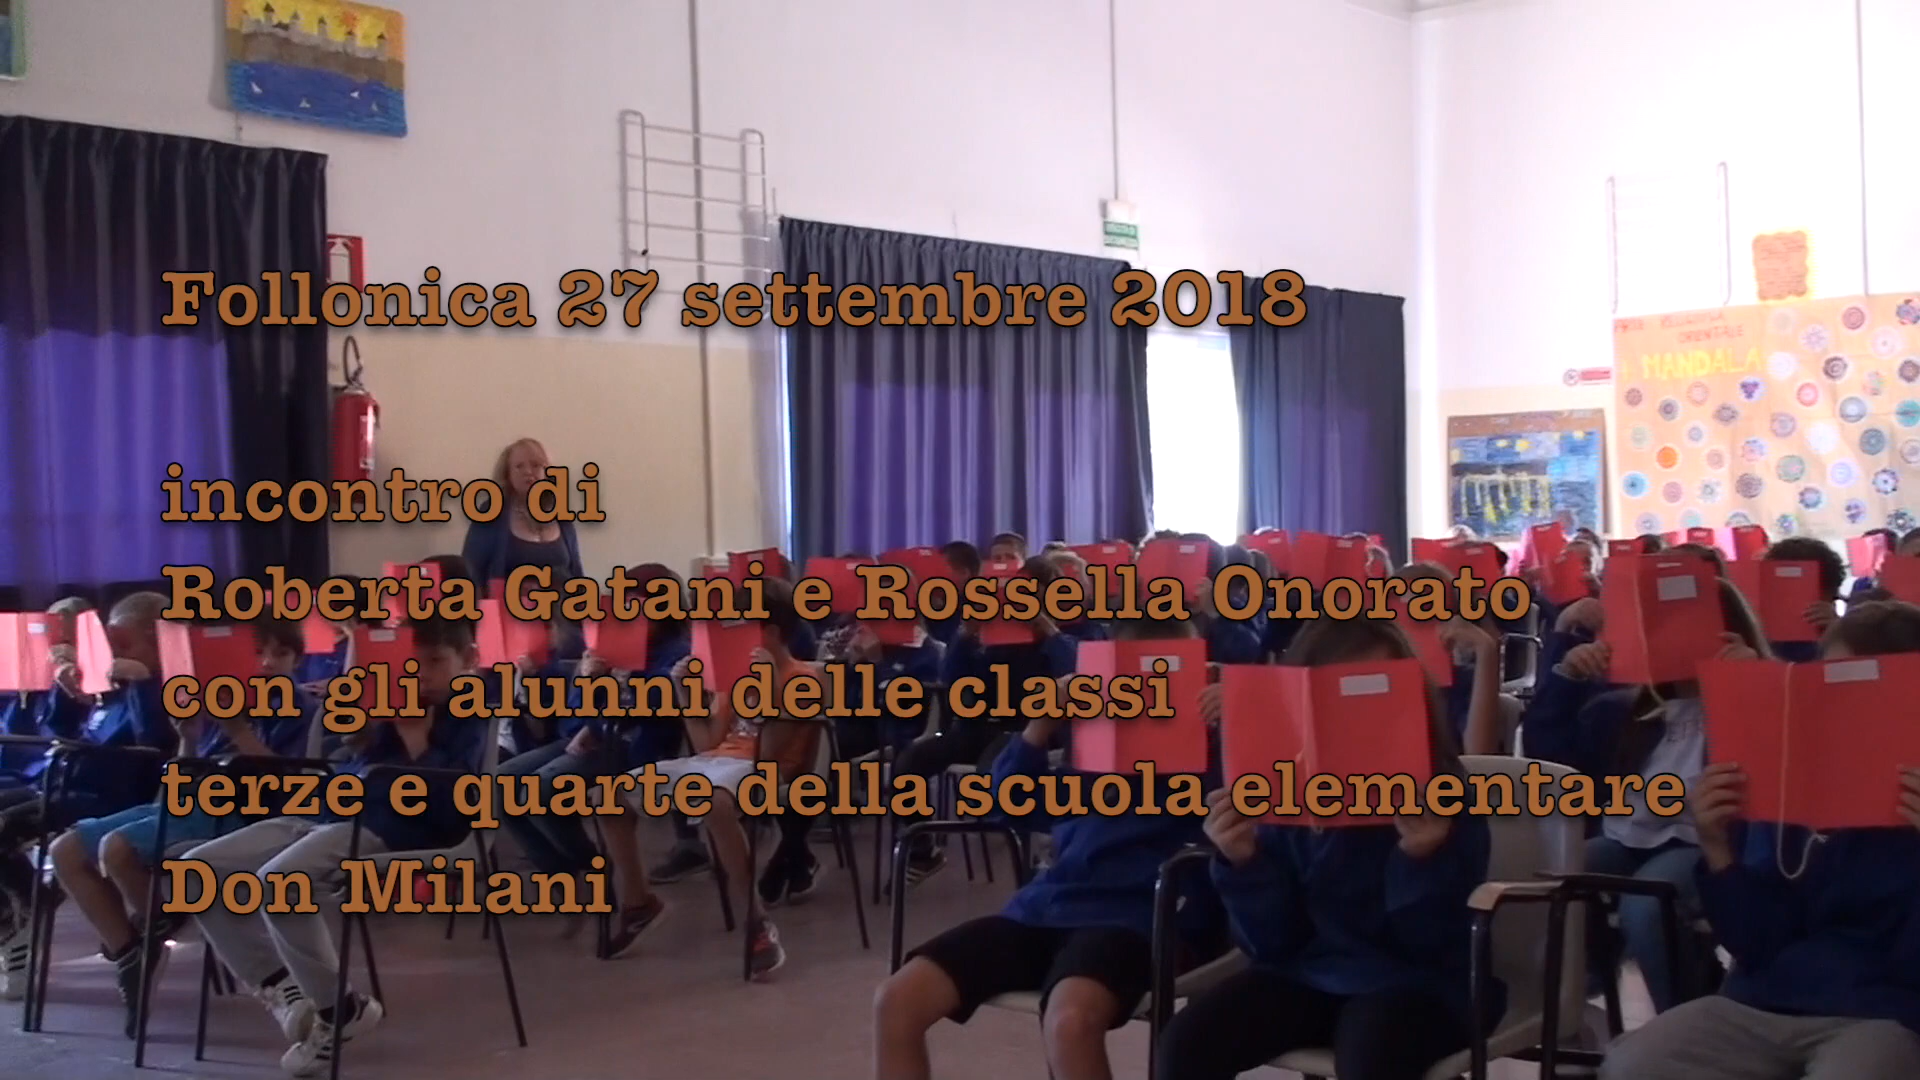 Follonica 27 settembre 2018
incontro di
Roberta Gatani e Rossella Onorato
con gli alunni delle classi
terze e quarte della scuola elementare
Don Milani
MANDALA